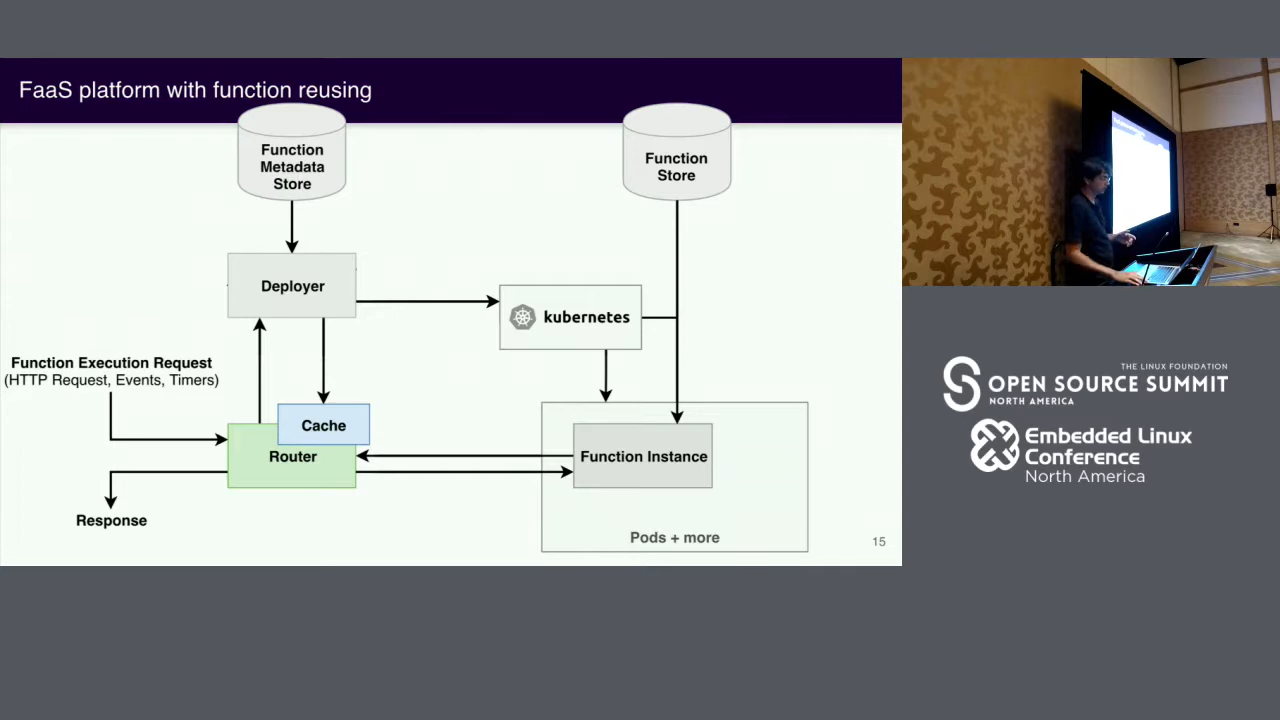 FaaS platform with function reusing
Function
Metadata
Store
Function
Store
Deployer
kubernetes
Function Execution Request
(HTTP Request, Events, Timers)
Cache
Router
Function Instance
Response
Pods + more
15
THE LINUX FOUNDATION
OPEN SOURCE SUMMIT
NORTH AMERICA
Embedded Linux
Conference
North America